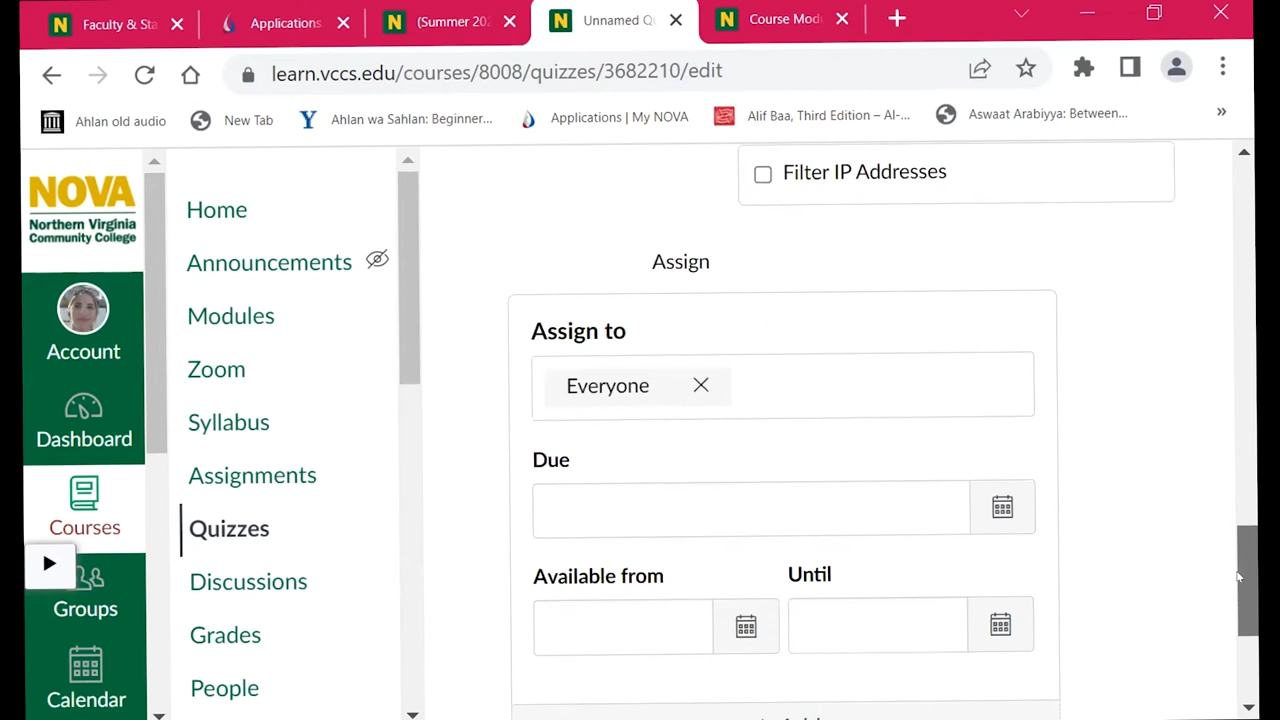 Faculty & Sta
Applications
(Summer 202
Unnamed Q
Course Mod
learn.vccs.edu/courses/8008/quizzes/3682210/edit
Ahlan old audio
New Tab
Ahlan wa Sahlan: Beginner...
Applications | My NOVA
Alif Baa, Third Edition – Al-...
Aswaat Arabiyya: Between...
»
NOVA
Northern Virginia
Community College
Account
Dashboard
Courses
Groups
Calendar
Home
Announcements
Modules
Zoom
Syllabus
Assignments
Quizzes
Discussions
Grades
People
Filter IP Addresses
Assign
Assign to
Everyone
Due
Available from
Until